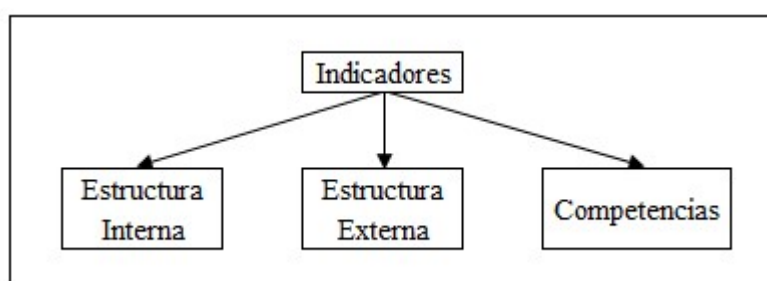 Indicadores
Estructura
Interna
Estructura
Externa
Competencias